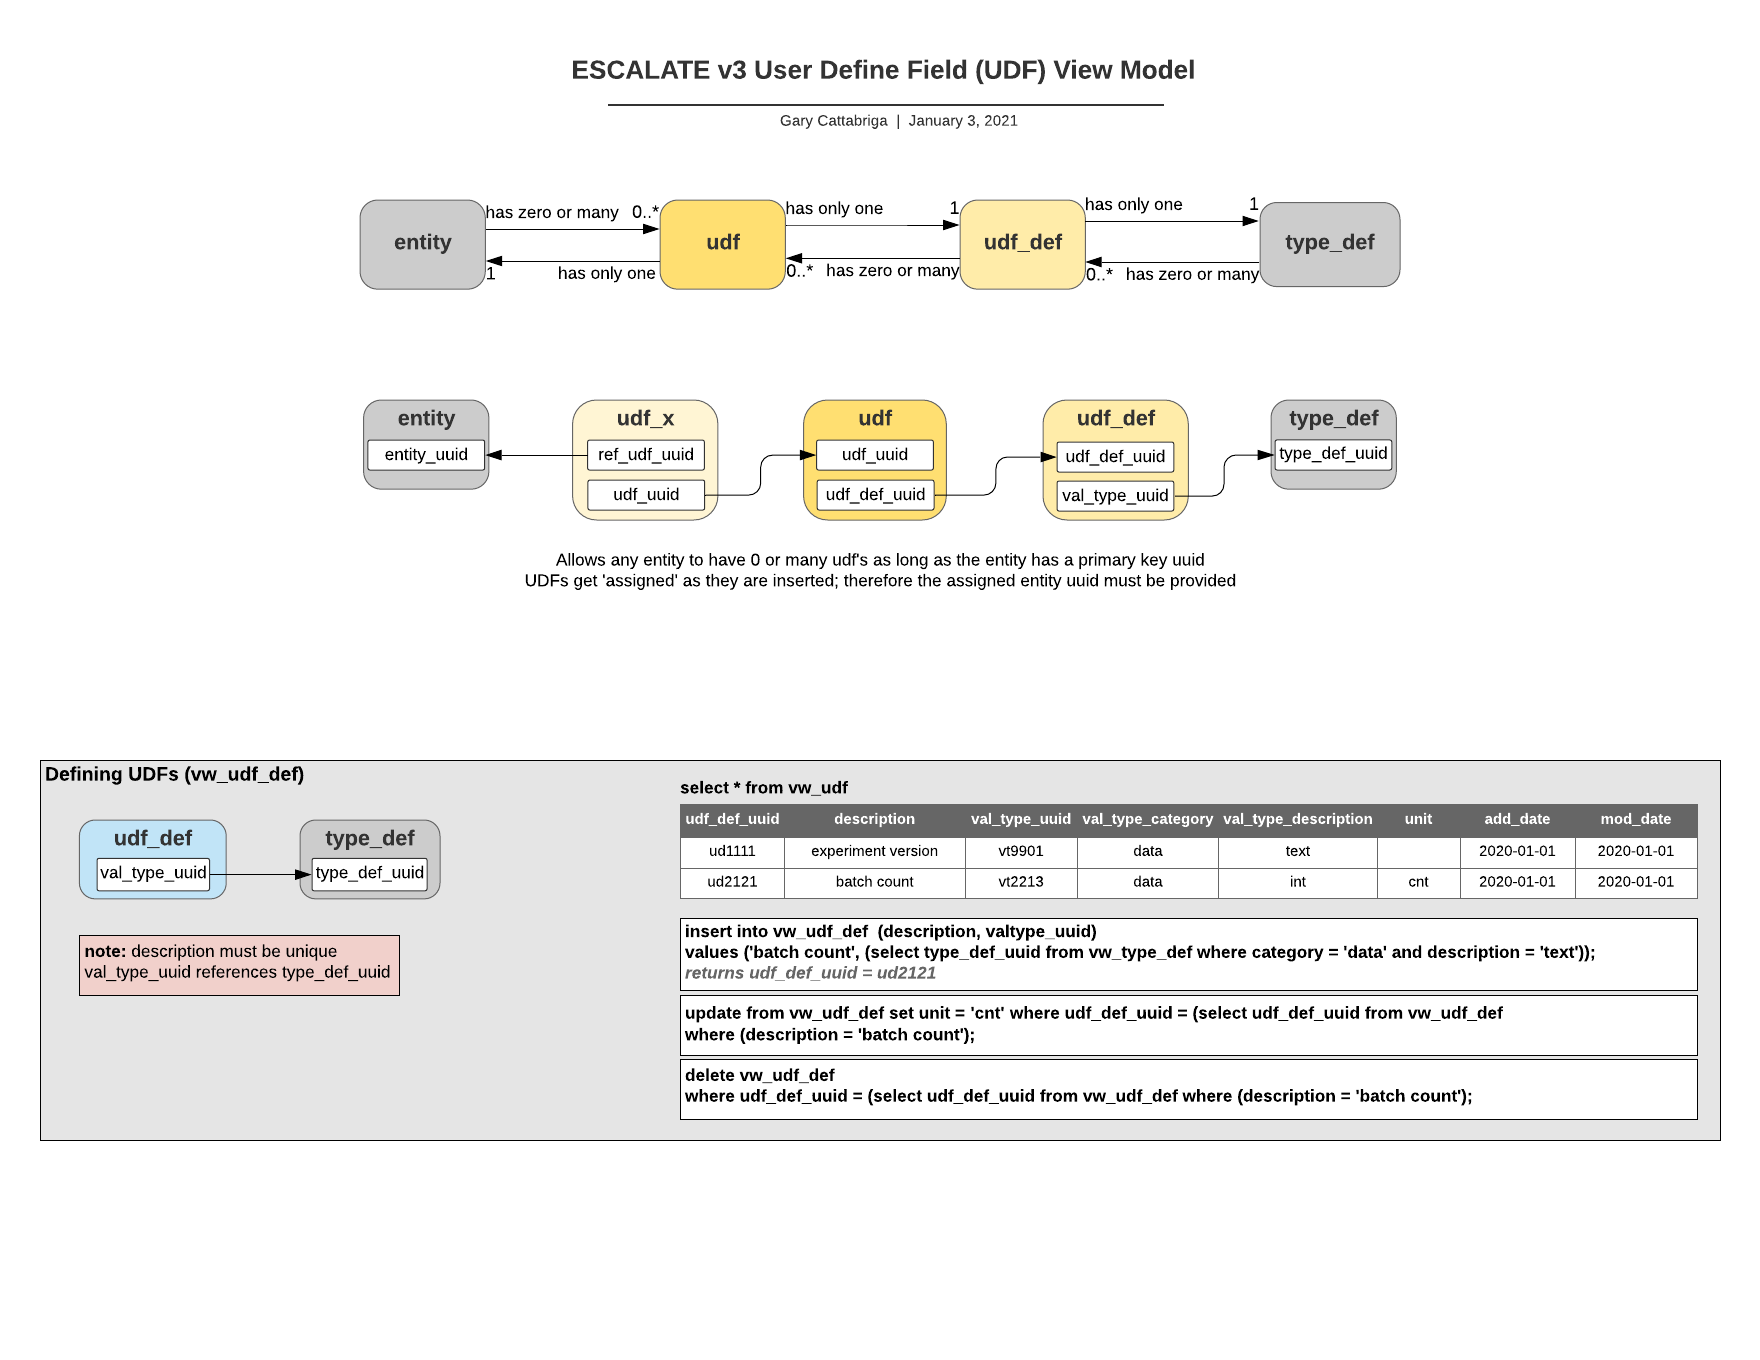 ESCALATE v3 User Define Field (UDF) View Model
Gary Cattabriga | January 3, 2021
entity
has zero or many 0..*
1 has only one
udf
has only one 1
0..* has zero or many
udf_def
has only one 1
0..* has zero or many
type_def
entity
entity_uuid
udf_x
ref_udf_uuid
udf_uuid
udf
udf_uuid
udf_def_uuid
udf_def
udf_def_uuid
val_type_uuid
type_def
type_def_uuid
Allows any entity to have 0 or many udf's as long as the entity has a primary key uuid
UDFs get 'assigned' as they are inserted; therefore the assigned entity uuid must be provided
Defining UDFs (vw_udf_def)
udf_def
val_type_uuid
type_def
type_def_uuid
note: description must be unique
val_type_uuid references type_def_uuid
select * from vw_udf
udf_def_uuid description val_type_uuid val_type_category val_type_description unit add_date mod_date
ud1111 experiment version vt9901 data text 2020-01-01 2020-01-01
ud2121 batch count vt2213 data int cnt 2020-01-01 2020-01-01
insert into vw_udf_def (description, valtype_uuid)
values ('batch count', (select type_def_uuid from vw_type_def where category = 'data' and description = 'text'));
returns udf_def_uuid = ud2121
update from vw_udf_def set unit = 'cnt' where udf_def_uuid = (select udf_def_uuid from vw_udf_def
where (description = 'batch count');
delete vw_udf_def
where udf_def_uuid = (select udf_def_uuid from vw_udf_def where (description = 'batch count');